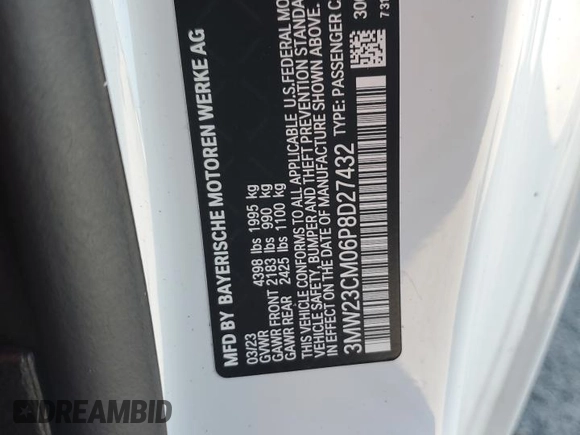 MFD BY BAYERISCHE MOTOREN WERKE AG
03/23
GVWR 4398 lbs 1995 kg
GAWR FRONT 2183 lbs 990 kg
GAWR REAR 2425 lbs 1100 kg
THIS VEHICLE CONFORMS TO ALL APPLICABLE U.S.FEDERAL MO
VEHICLE SAFETY, BUMPER AND THEFT PREVENTION STANDA
IN EFFECT ON THE DATE OF MANUFACTURE SHOWN ABOVE.
3MW23CM06P8D27432 TYPE: PASSENGER C
300
731
DREAMBID